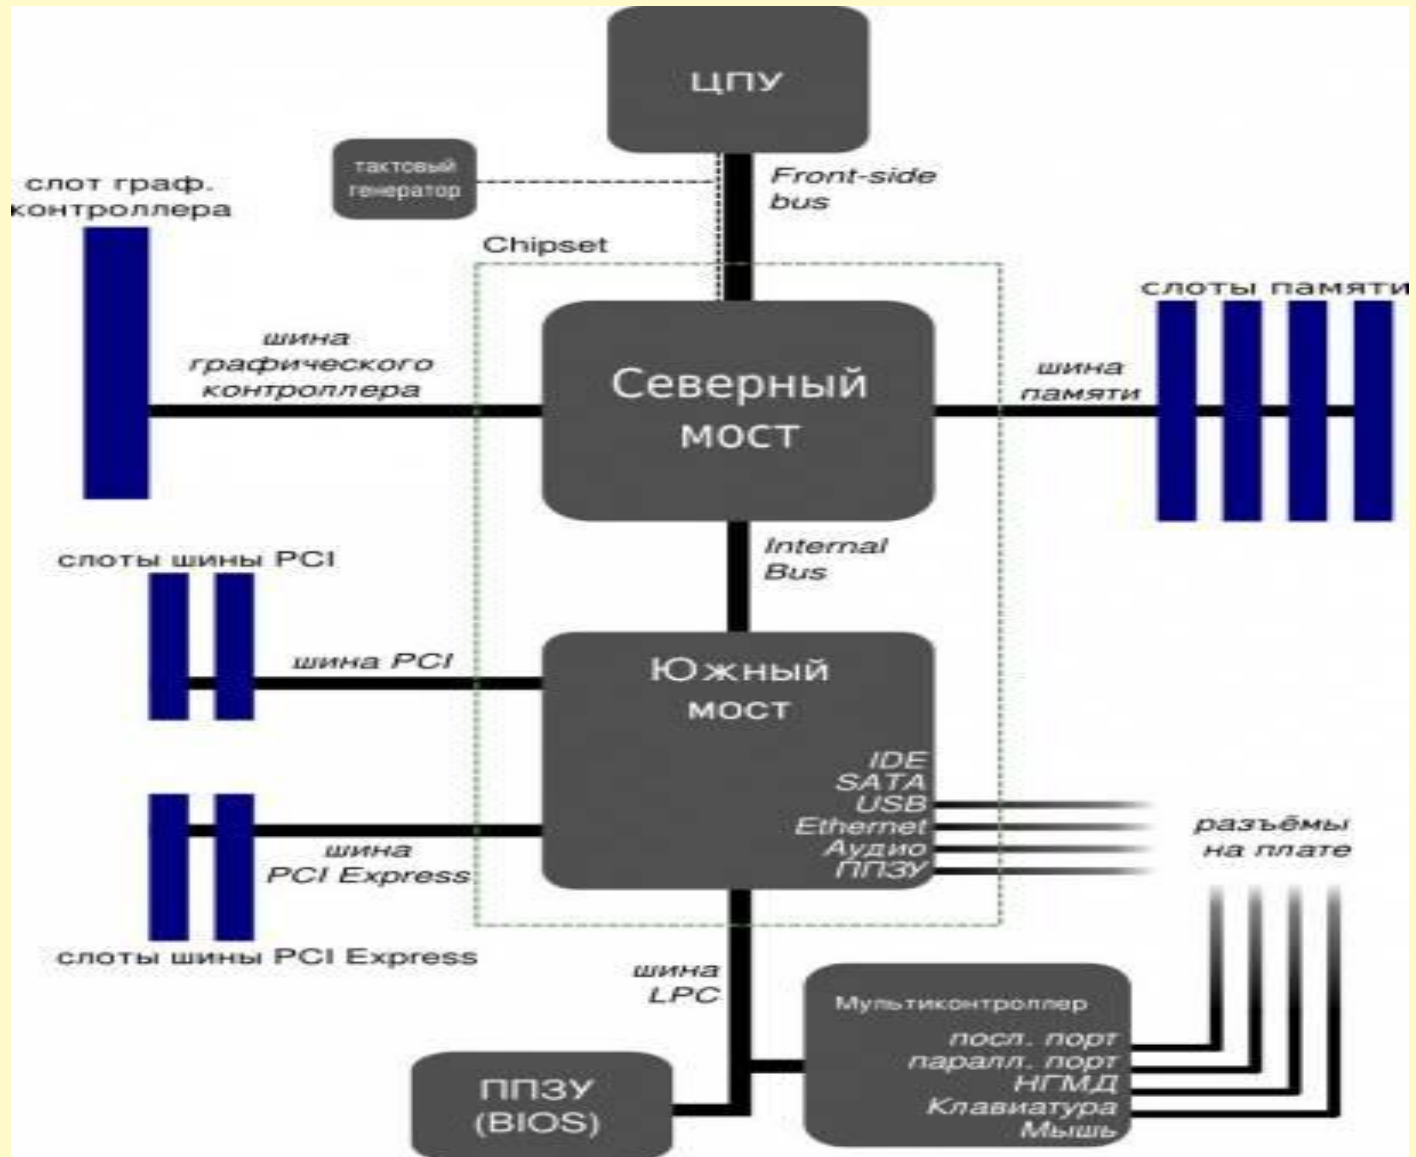 ЦПУ
тактовый
генератор
Front-side
bus
слот граф.
контроллера
Chipset
слоты памяти
шина
графического
контроллера
Северный
мост
шина
памяти
Internal
Bus
слоты шины PCI
шина PCI
Южный
мост
IDE
SATA
USB
Ethernet
Аудио
ППЗУ
разъёмы
на плате
шина
PCI Express
слоты шины PCI Express
шина
LPC
Мультиконтроллер
посл. порт
паралл. порт
НГМД
Клавиатура
Мышь
ППЗУ
(BIOS)